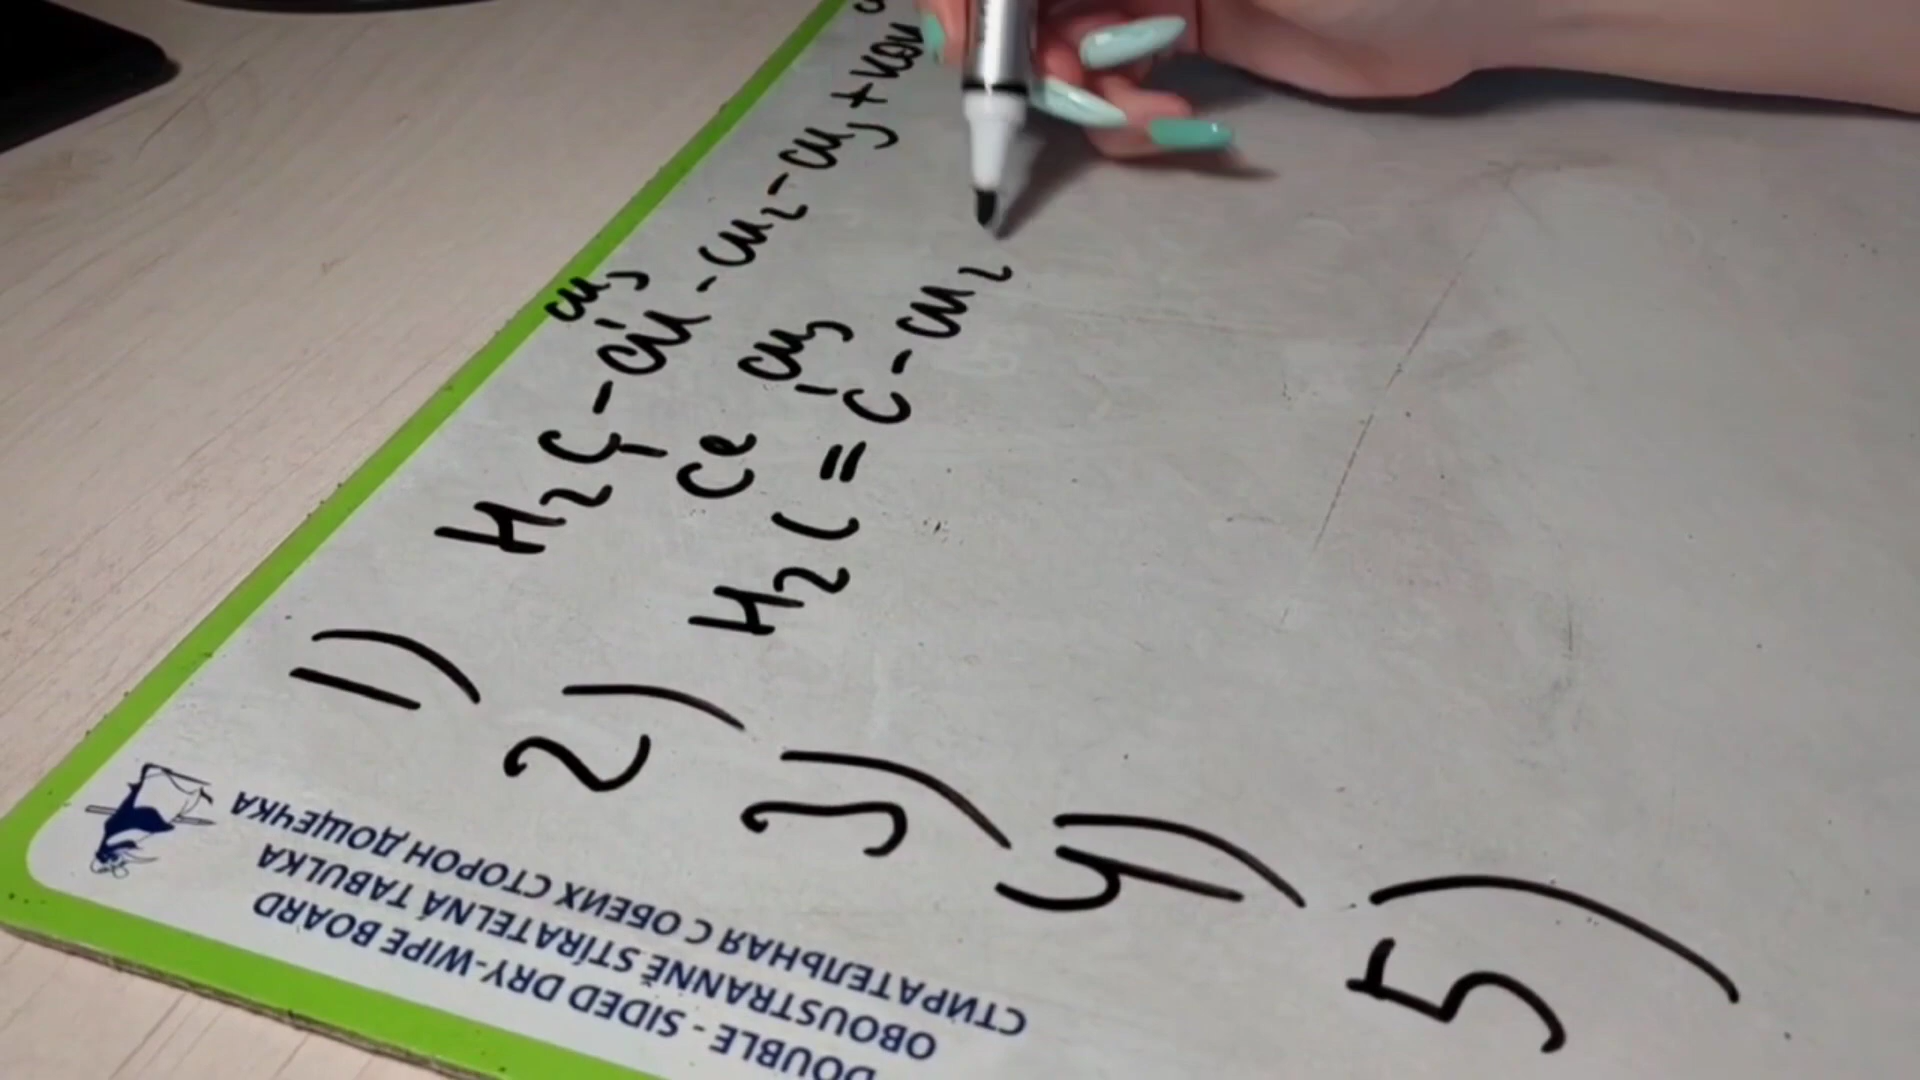 CH3
1) H2C-CH-CH2-CH3+KOH
Cl
CH3
2) H2C=C-CH2
3)
4)
5)
СТИРАТЕЛЬНАЯ С ОБЕИХ СТОРОН ДОЩЕЧКА
OBOUSTRANNĚ STÍRATELNÁ TABULKA
DOUBLE - SIDED DRY-WIPE BOARD